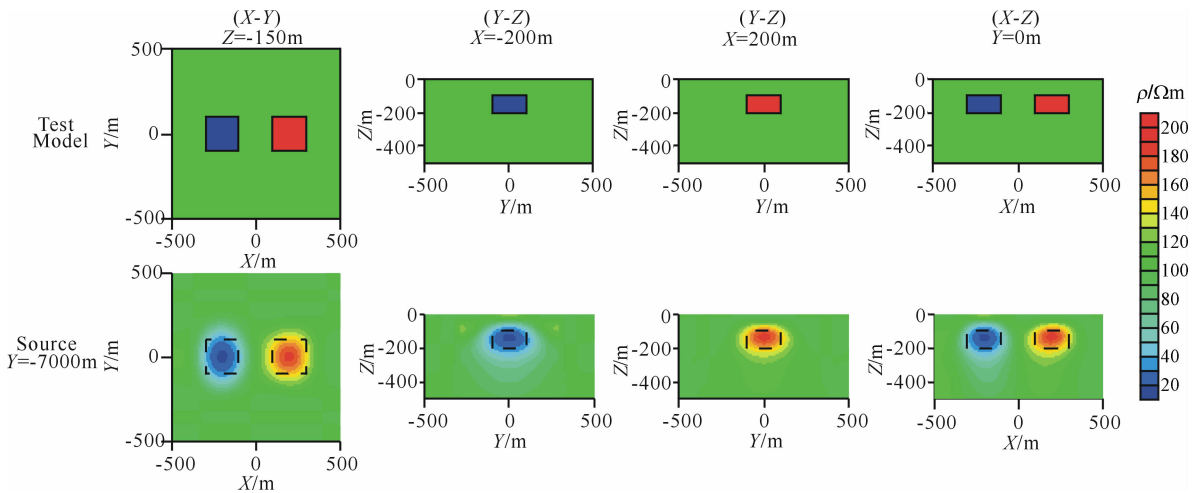 (X-Y)
Z=-150m
(Y-Z)
X=-200m
(Y-Z)
X=200m
(X-Z)
Y=0m
Test
Model
500
0
-500
Y/m
-500 0 500
X/m
0
-200
-400
Z/m
-500 0 500
Y/m
0
-200
-400
Z/m
-500 0 500
Y/m
0
-200
-400
Z/m
-500 0 500
X/m
Source
Y=-7000m
500
0
-500
Y/m
-500 0 500
X/m
0
-200
-400
Z/m
-500 0 500
Y/m
0
-200
-400
Z/m
-500 0 500
Y/m
0
-200
-400
Z/m
-500 0 500
X/m
ρ/Ωm
200
180
160
140
120
100
80
60
40
20